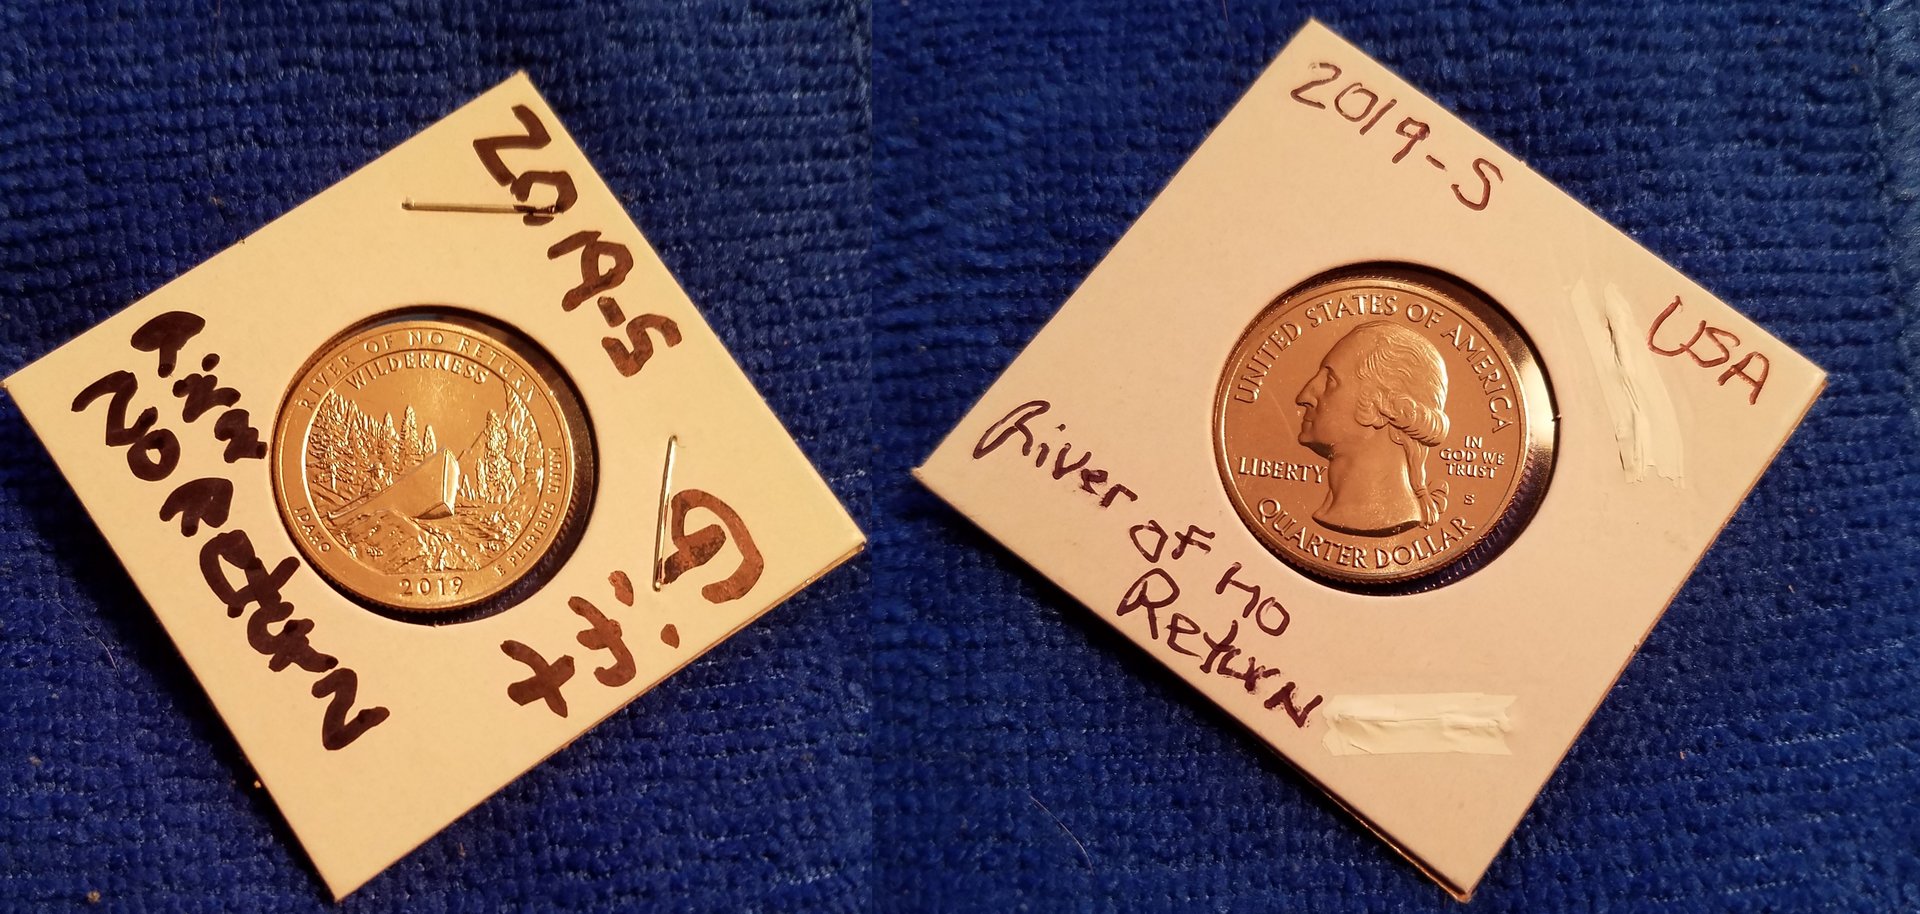 2019-S
River
NO Return
Gift
RIVER OF NO RETURN
WILDERNESS
IDAHO
2019
E PLURIBUS UNUM
2019-S
USA
River
OF NO
Return
UNITED STATES OF AMERICA
LIBERTY
IN
GOD WE
TRUST
S
QUARTER DOLLAR